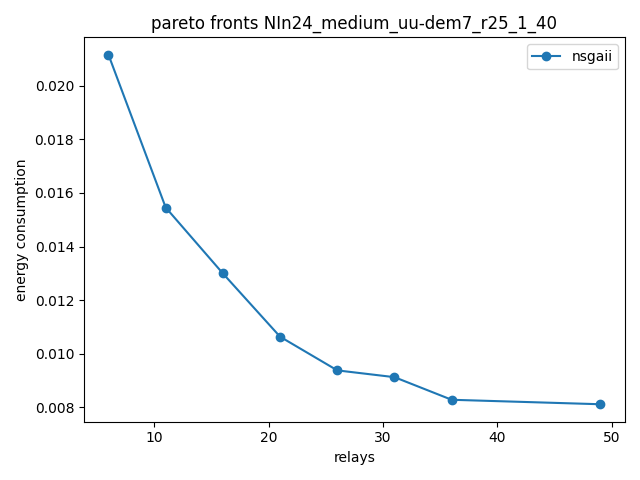 pareto fronts NIn24_medium_uu-dem7_r25_1_40
nsgaii
energy consumption
0.020
0.018
0.016
0.014
0.012
0.010
0.008
10 20 30 40 50
relays